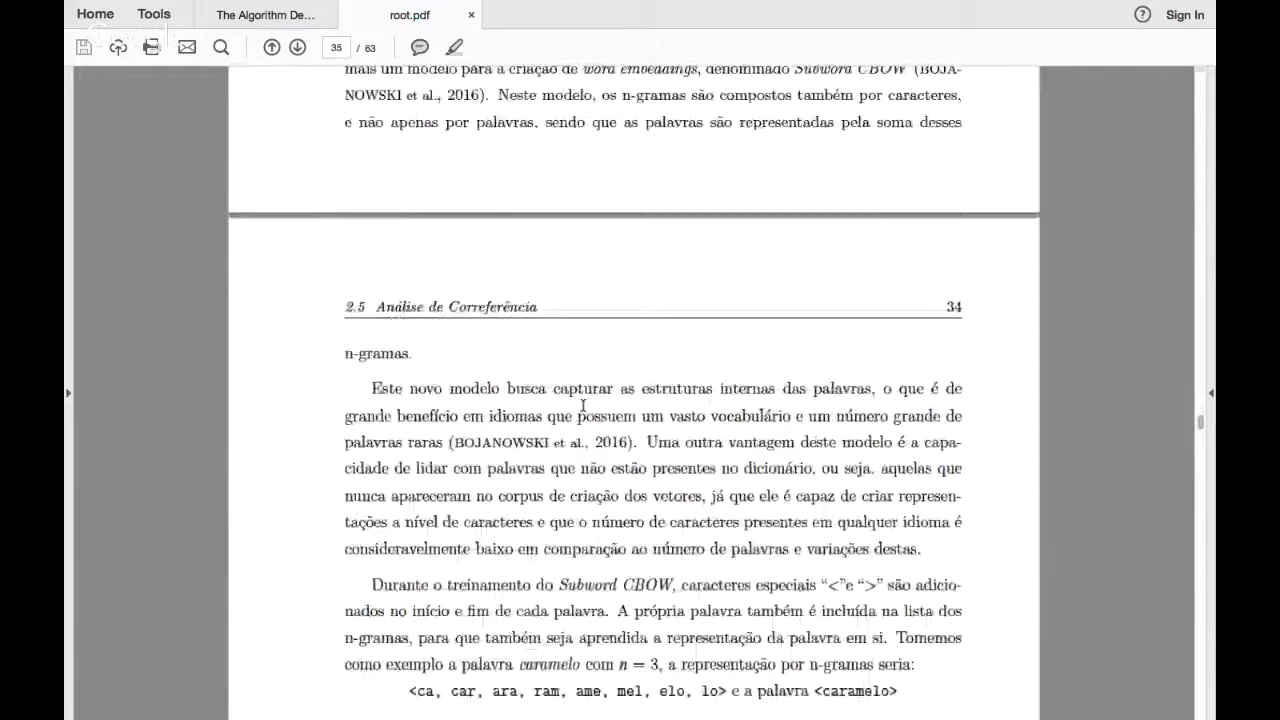 Home Tools The Algorithm De... root.pdf × Sign In
35 / 63
mais um modelo para a criação de word embeddings, denominado Subword CBOW (BOJA-
NOWSKI et al., 2016). Neste modelo, os n-gramas são compostos também por caracteres,
e não apenas por palavras, sendo que as palavras são representadas pela soma desses
2.5 Análise de Correferência 34
n-gramas.
Este novo modelo busca capturar as estruturas internas das palavras, o que é de
grande benefício em idiomas que possuem um vasto vocabulário e um número grande de
palavras raras (BOJANOWSKI et al., 2016). Uma outra vantagem deste modelo é a capa-
cidade de lidar com palavras que não estão presentes no dicionário, ou seja, aquelas que
nunca apareceram no corpus de criação dos vetores, já que ele é capaz de criar represen-
tações a nível de caracteres e que o número de caracteres presentes em qualquer idioma é
consideravelmente baixo em comparação ao número de palavras e variações destas.
Durante o treinamento do Subword CBOW, caracteres especiais “<”e “>” são adicio-
nados no início e fim de cada palavra. A própria palavra também é incluída na lista dos
n-gramas, para que também seja aprendida a representação da palavra em si. Tomemos
como exemplo a palavra caramelo com n = 3, a representação por n-gramas seria:
<ca, car, ara, ram, ame, mel, elo, lo> e a palavra <caramelo>